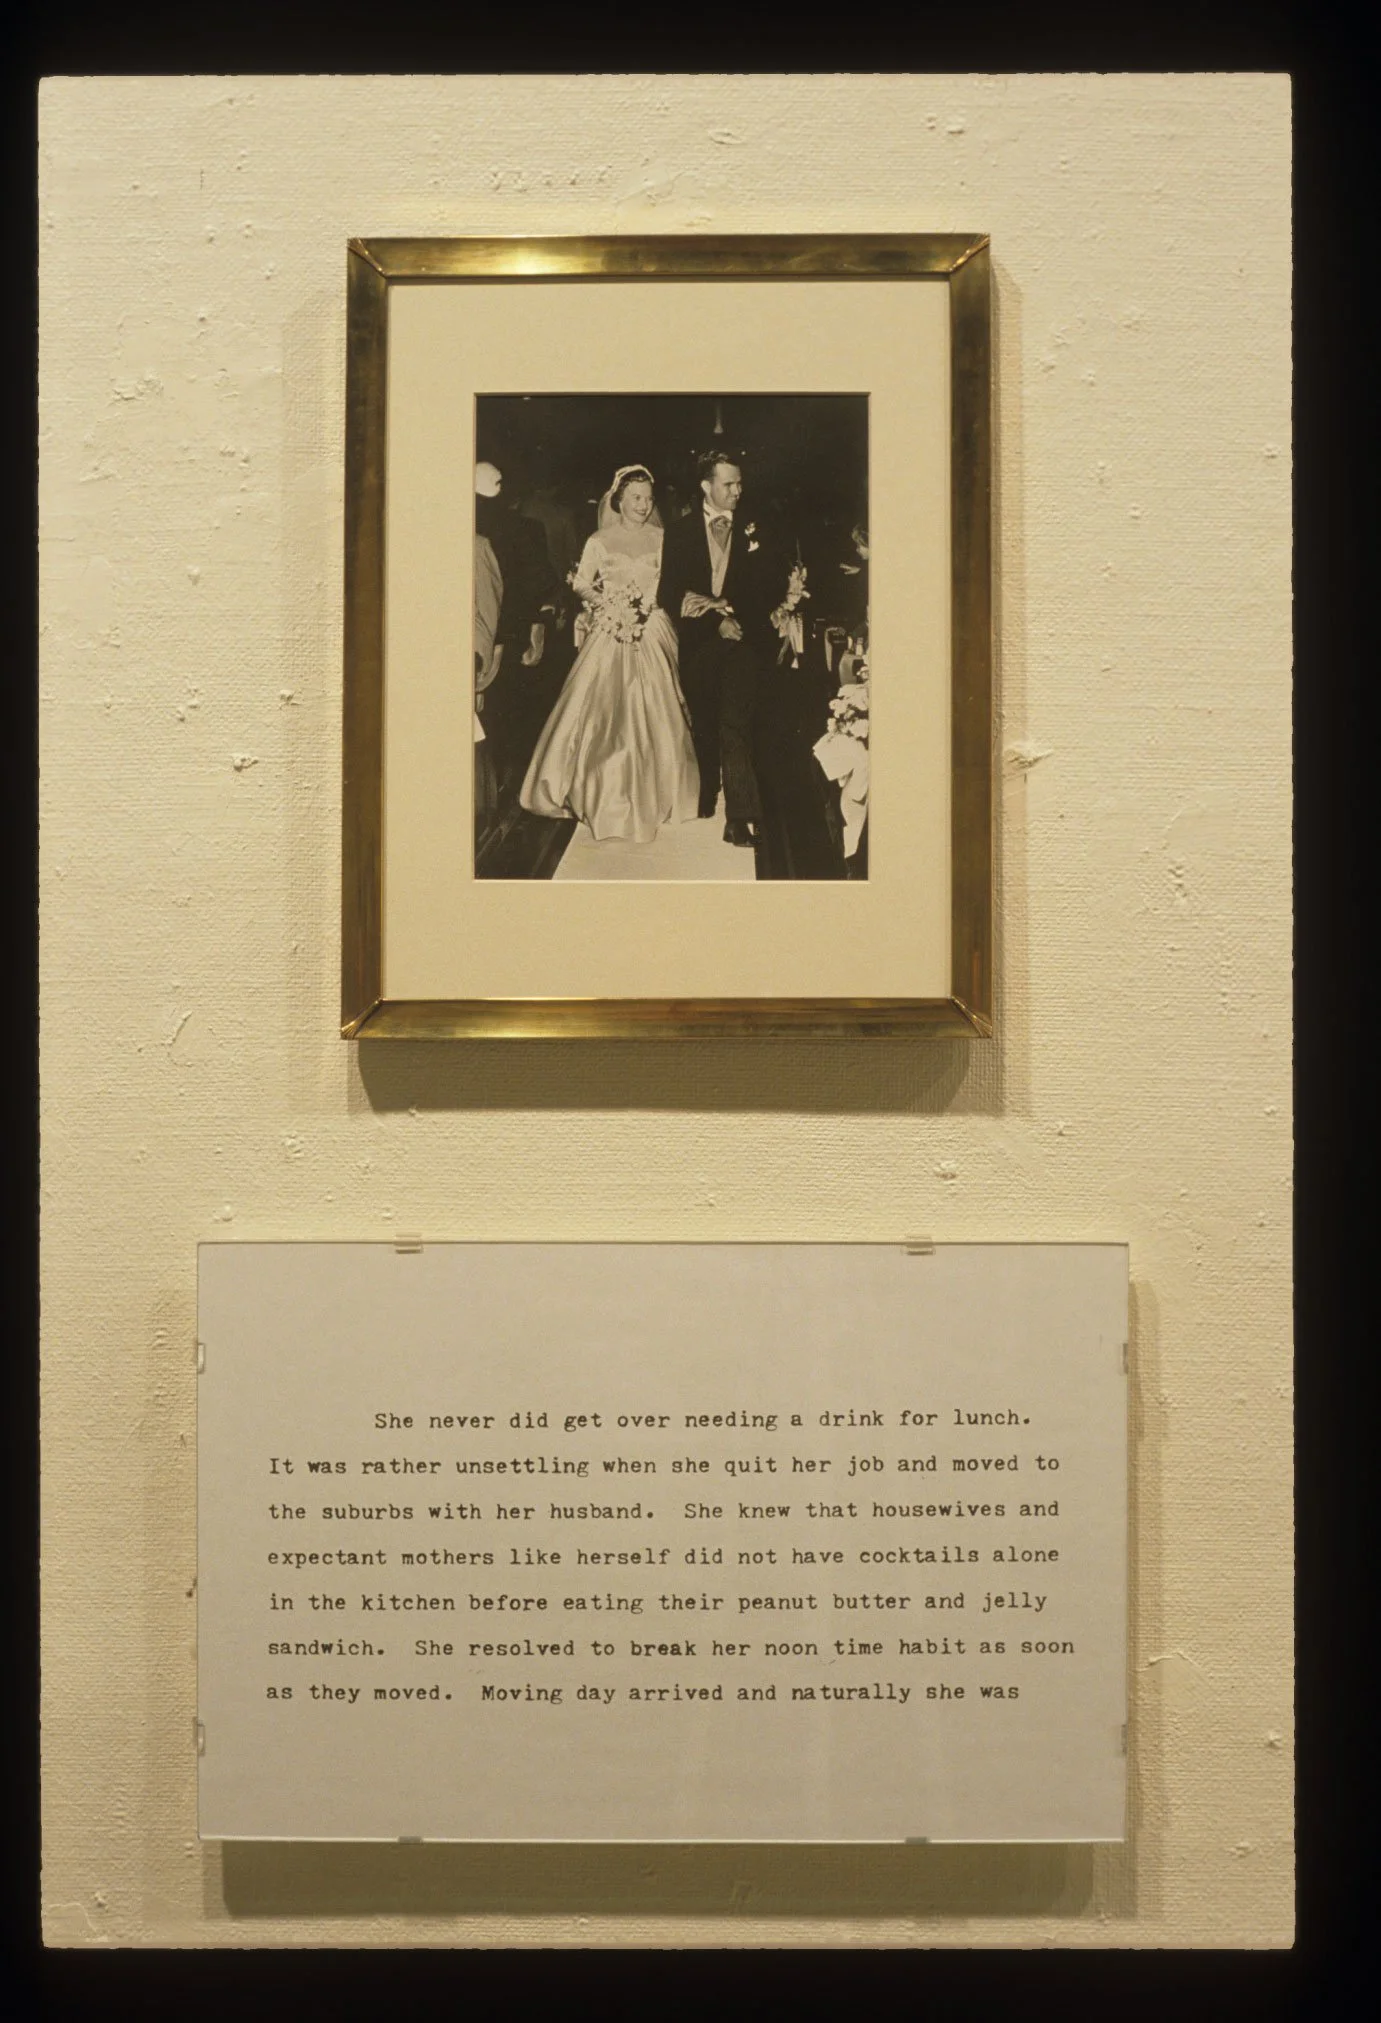 She never did get over needing a drink for lunch.
It was rather unsettling when she quit her job and moved to
the suburbs with her husband.  She knew that housewives and
expectant mothers like herself did not have cocktails alone
in the kitchen before eating their peanut butter and jelly
sandwich.  She resolved to break her noon time habit as soon
as they moved.  Moving day arrived and naturally she was